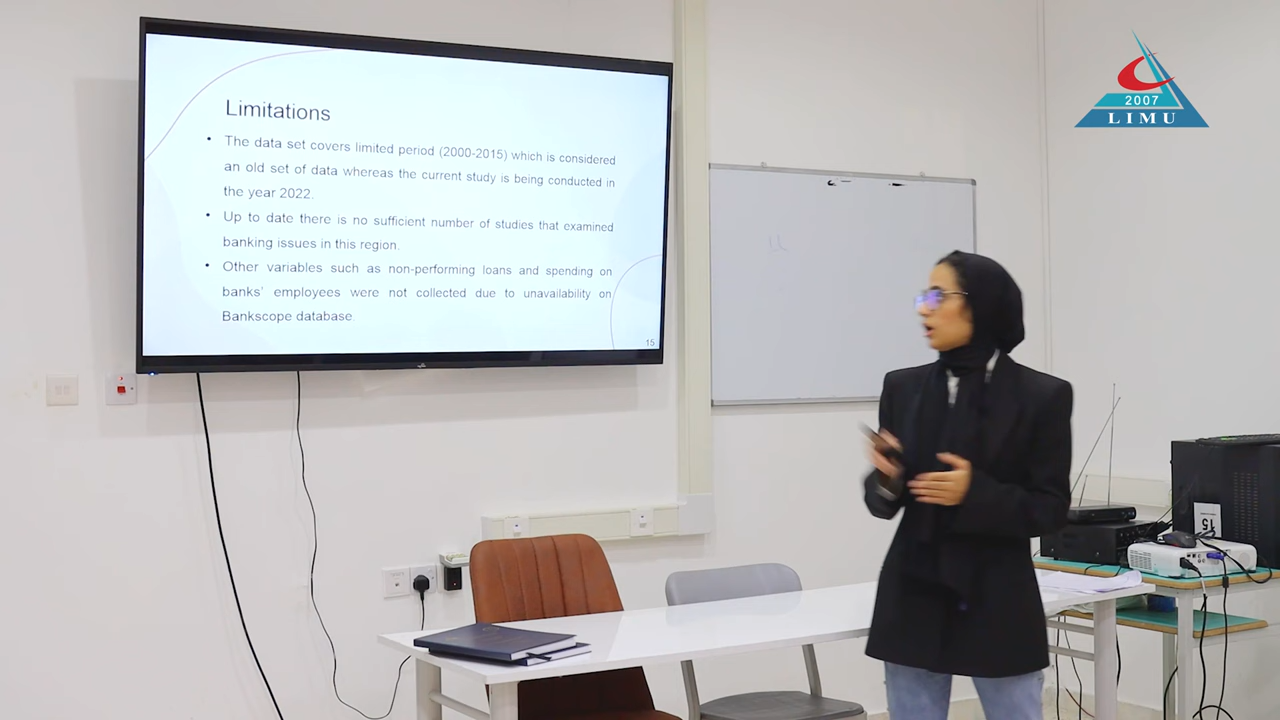 Limitations
• The data set covers limited period (2000-2015) which is considered
an old set of data whereas the current study is being conducted in
the year 2022.
• Up to date there is no sufficient number of studies that examined
banking issues in this region.
• Other variables such as non-performing loans and spending on
banks' employees were not collected due to unavailability on
Bankscope database.
15
2007
LIMU
15